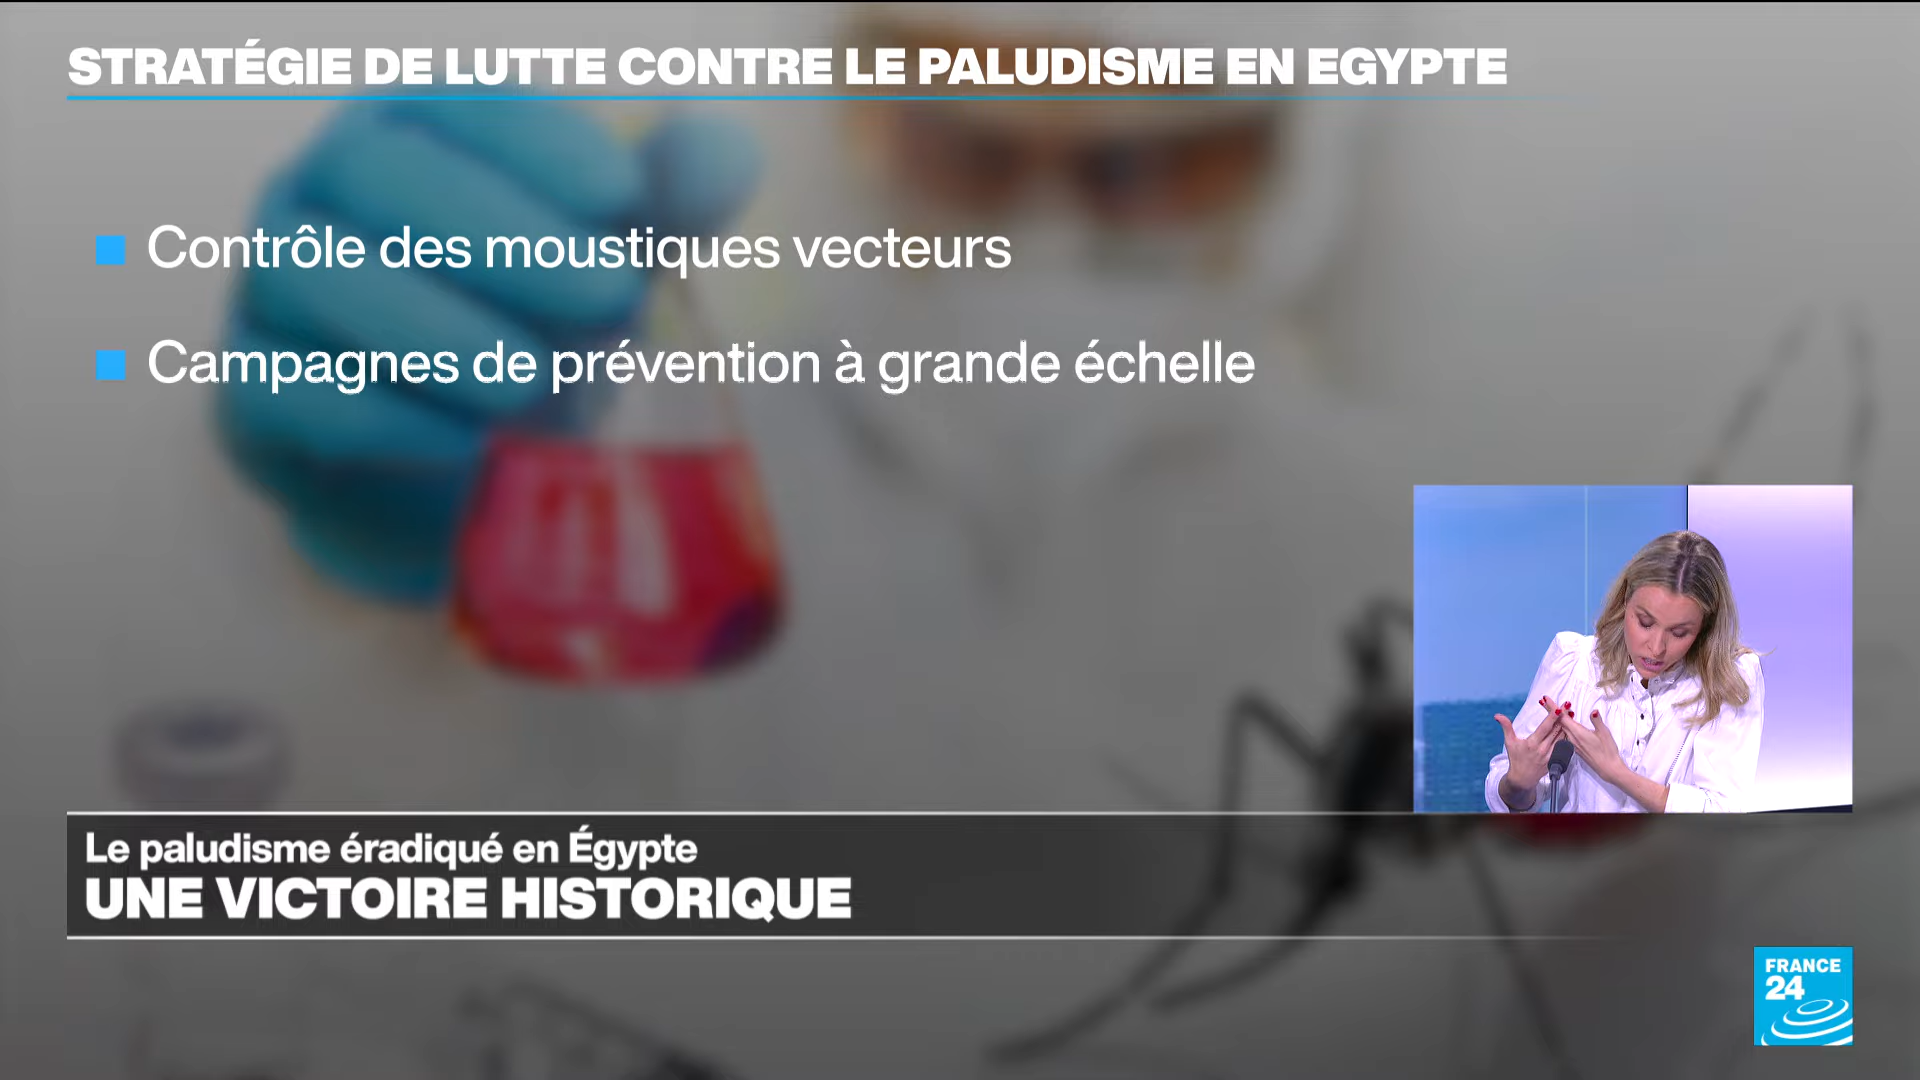 STRATÉGIE DE LUTTE CONTRE LE PALUDISME EN EGYPTE
Contrôle des moustiques vecteurs
Campagnes de prévention à grande échelle
Le paludisme éradiqué en Égypte
UNE VICTOIRE HISTORIQUE
FRANCE
24